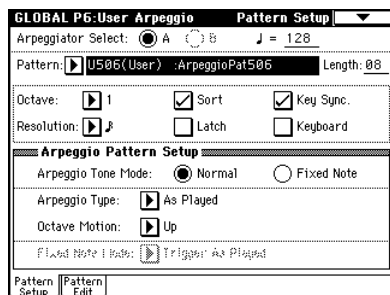 GLOBAL P6:User Arpeggio Pattern Setup
Arpeggiator Select: A B ♩ = 128
Pattern: U506(User) :ArpeggioPat506 Length: 08
Octave: 1 Sort Key Sync.
Resolution: ♪ Latch Keyboard
Arpeggio Pattern Setup
Arpeggio Tone Mode: Normal Fixed Note
Arpeggio Type: As Played
Octave Motion: Up
Fixed Note Mode: Trigger As Played
Pattern Setup Pattern Edit